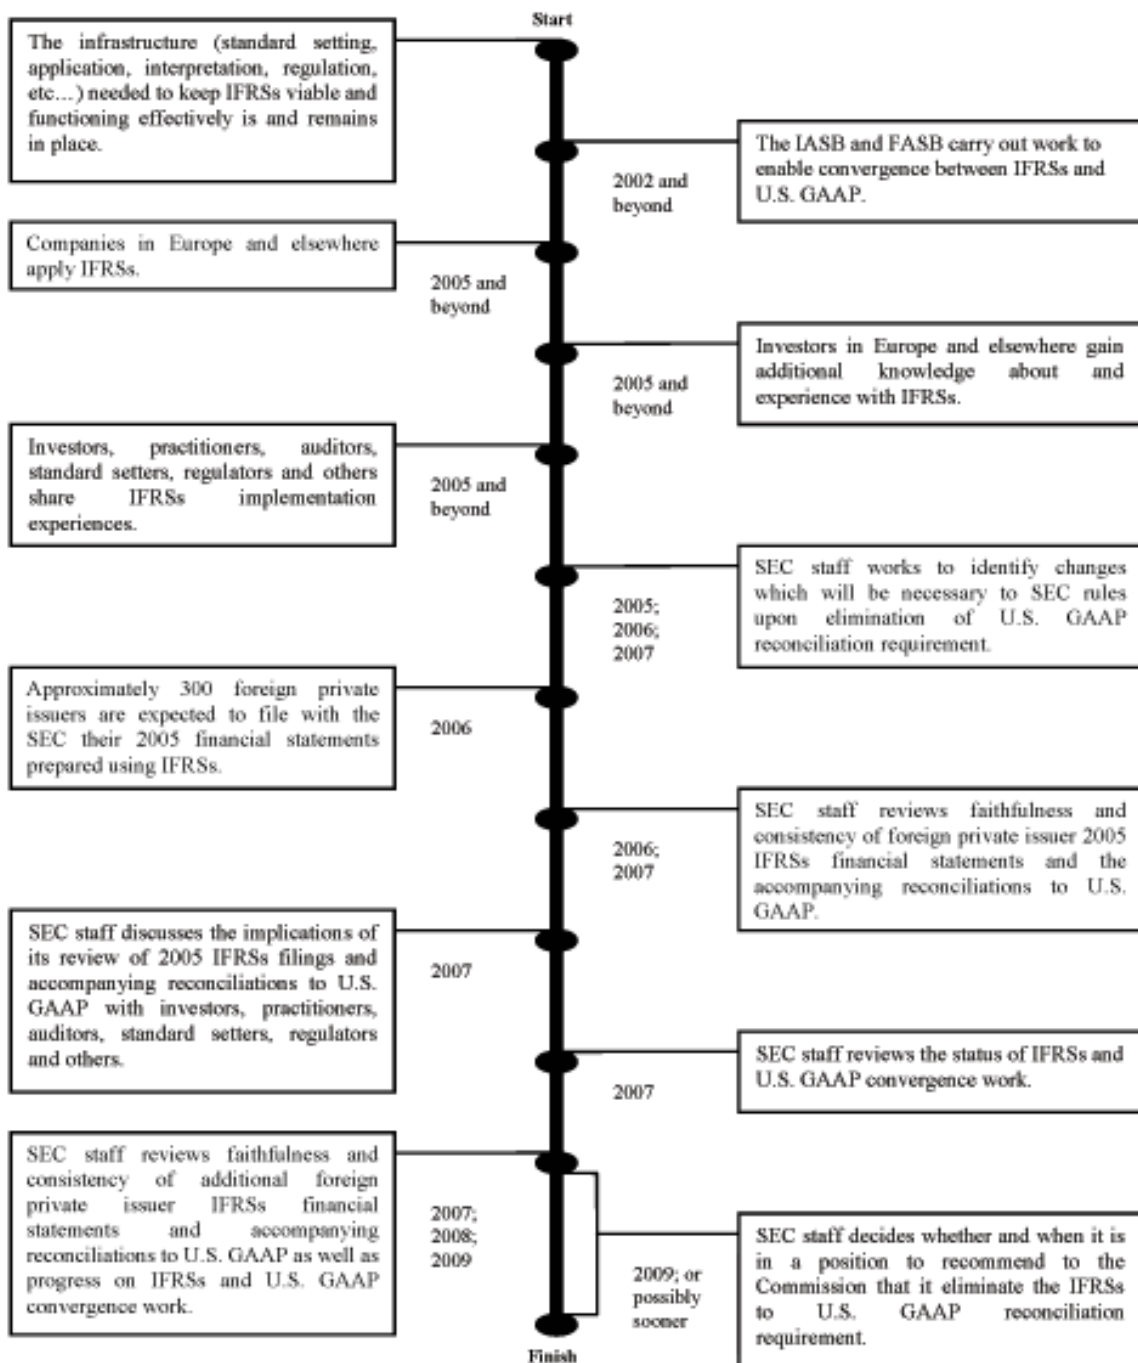 Start
The infrastructure (standard setting,
application, interpretation, regulation,
etc…) needed to keep IFRSs viable and
functioning effectively is and remains
in place.
The IASB and FASB carry out work to
enable convergence between IFRSs and
U.S. GAAP.
2002 and
beyond
Companies in Europe and elsewhere
apply IFRSs.
2005 and
beyond
Investors in Europe and elsewhere gain
additional knowledge about and
experience with IFRSs.
2005 and
beyond
Investors, practitioners, auditors,
standard setters, regulators and others
share IFRSs implementation
experiences.
2005 and
beyond
SEC staff works to identify changes
which will be necessary to SEC rules
upon elimination of U.S. GAAP
reconciliation requirement.
2005;
2006;
2007
Approximately 300 foreign private
issuers are expected to file with the
SEC their 2005 financial statements
prepared using IFRSs.
2006
SEC staff reviews faithfulness and
consistency of foreign private issuer 2005
IFRSs financial statements and the
accompanying reconciliations to U.S.
GAAP.
2006;
2007
SEC staff discusses the implications of
its review of 2005 IFRSs filings and
accompanying reconciliations to U.S.
GAAP with investors, practitioners,
auditors, standard setters, regulators
and others.
2007
SEC staff reviews the status of IFRSs and
U.S. GAAP convergence work.
2007
SEC staff reviews faithfulness and
consistency of additional foreign
private issuer IFRSs financial
statements and accompanying
reconciliations to U.S. GAAP as well as
progress on IFRSs and U.S. GAAP
convergence work.
2007;
2008;
2009
SEC staff decides whether and when it is
in a position to recommend to the
Commission that it eliminate the IFRSs
to U.S. GAAP reconciliation
requirement.
2009; or
possibly
sooner
Finish